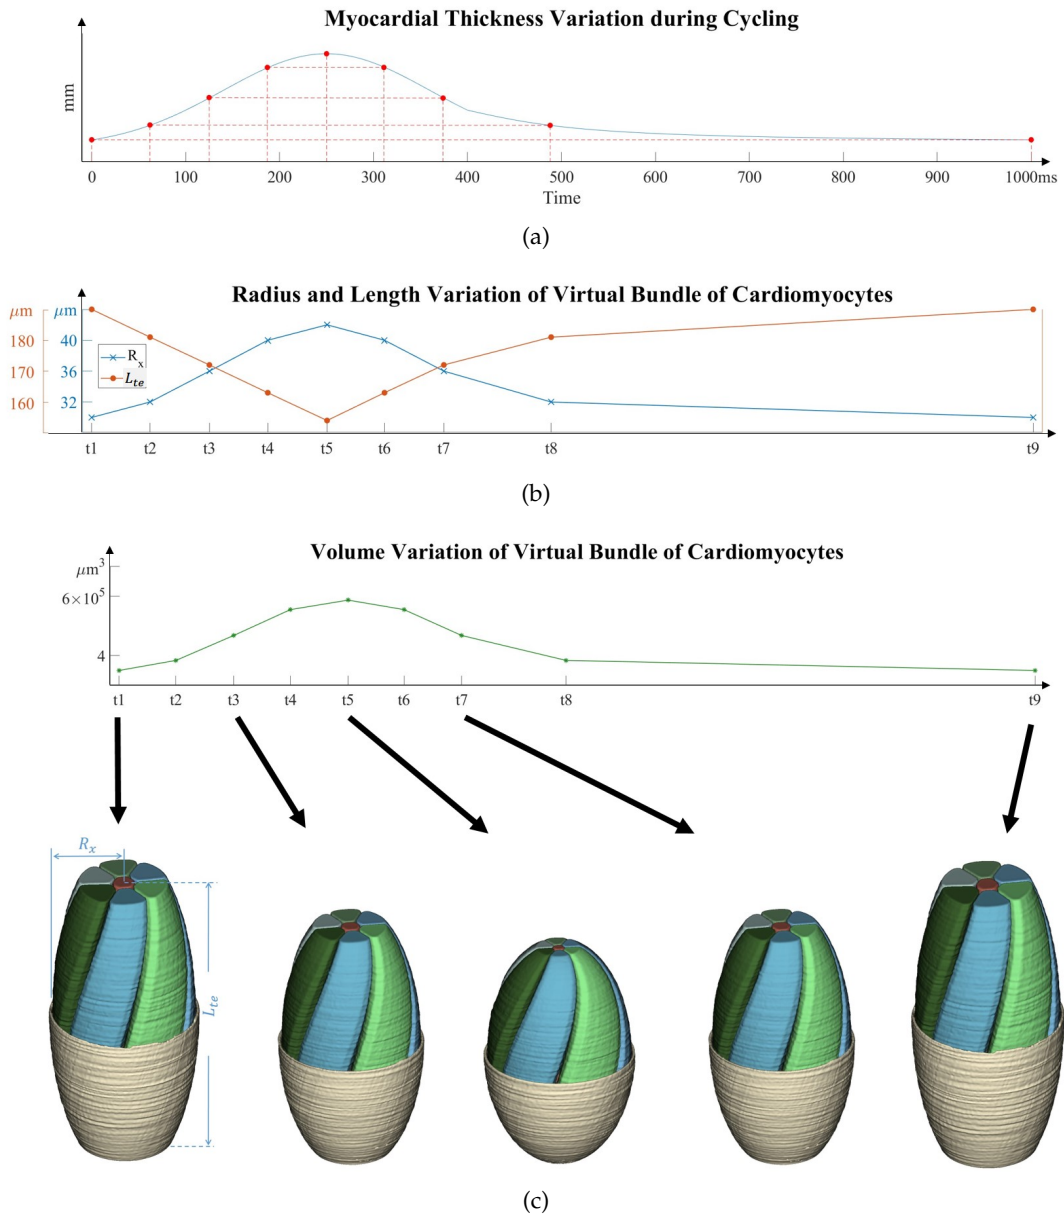 Myocardial Thickness Variation during Cycling
mm
0 100 200 300 400 500 600 700 800 900 1000ms
Time
(a)
Radius and Length Variation of Virtual Bundle of Cardiomyocytes
μm μm
180 40
170 36
160 32
Rₓ
L_te
t1 t2 t3 t4 t5 t6 t7 t8 t9
(b)
Volume Variation of Virtual Bundle of Cardiomyocytes
μm³
6×10⁵
4
t1 t2 t3 t4 t5 t6 t7 t8 t9
Rₓ
L_te
(c)